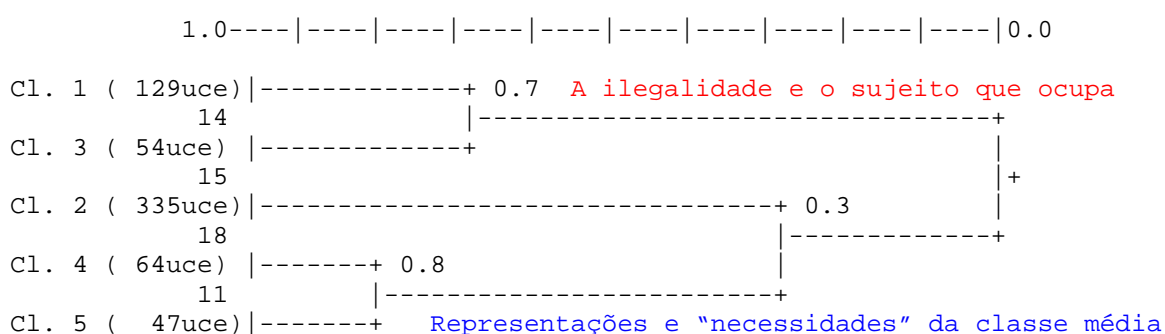 1.0----|----|----|----|----|----|----|----|----|----|0.0
Cl. 1 ( 129uce)|-------------+ 0.7  A ilegalidade e o sujeito que ocupa
            14               |---------------------------------+
Cl. 3 ( 54uce) |-------------+                                 |
            15                                                 |+
Cl. 2 ( 335uce)|---------------------------------+ 0.3         |
            18                                   |-------------+
Cl. 4 ( 64uce) |-------+ 0.8                     |
            11         |-------------------------+
Cl. 5 (  47uce)|-------+   Representações e “necessidades” da classe média